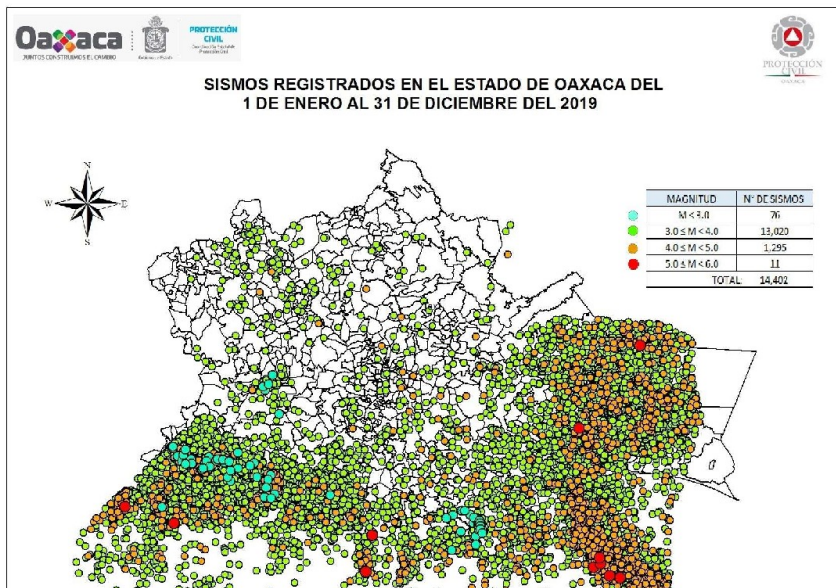 Oaxaca
JUNTOS CONSTRUIMOS EL CAMBIO
PROTECCIÓN
CIVIL
PROTECCIÓN
CIVIL
OAXACA
SISMOS REGISTRADOS EN EL ESTADO DE OAXACA DEL
1 DE ENERO AL 31 DE DICIEMBRE DEL 2019
N
W E
S
MAGNITUD N° DE SISMOS
M < 3.0 76
3.0 ≤ M < 4.0 13,020
4.0 ≤ M < 5.0 1,295
5.0 ≤ M < 6.0 11
TOTAL: 14,402